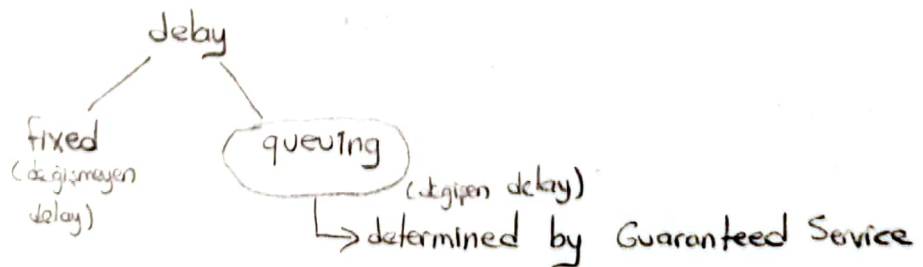 delay
fixed
(değişmeyen
delay)
queuing
(değişen delay)
→ determined by Guaranteed Service